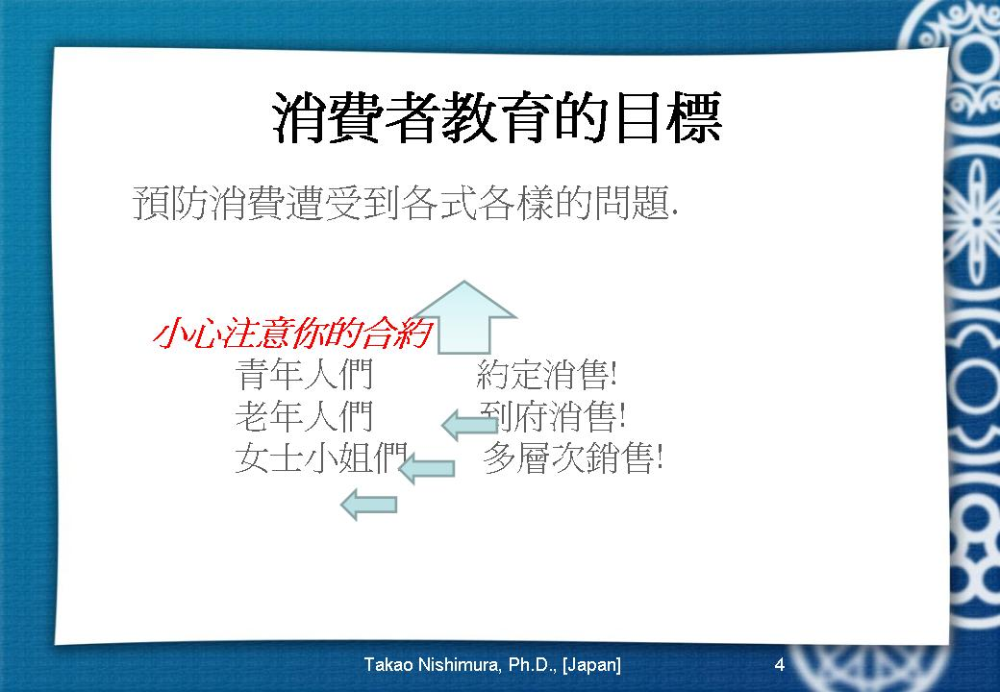 消費者教育的目標
預防消費遭受到各式各樣的問題.
小心注意你的合約
青年人們 約定消售!
老年人們 到府消售!
女士小姐們 多層次銷售!
Takao Nishimura, Ph.D., [Japan] 4